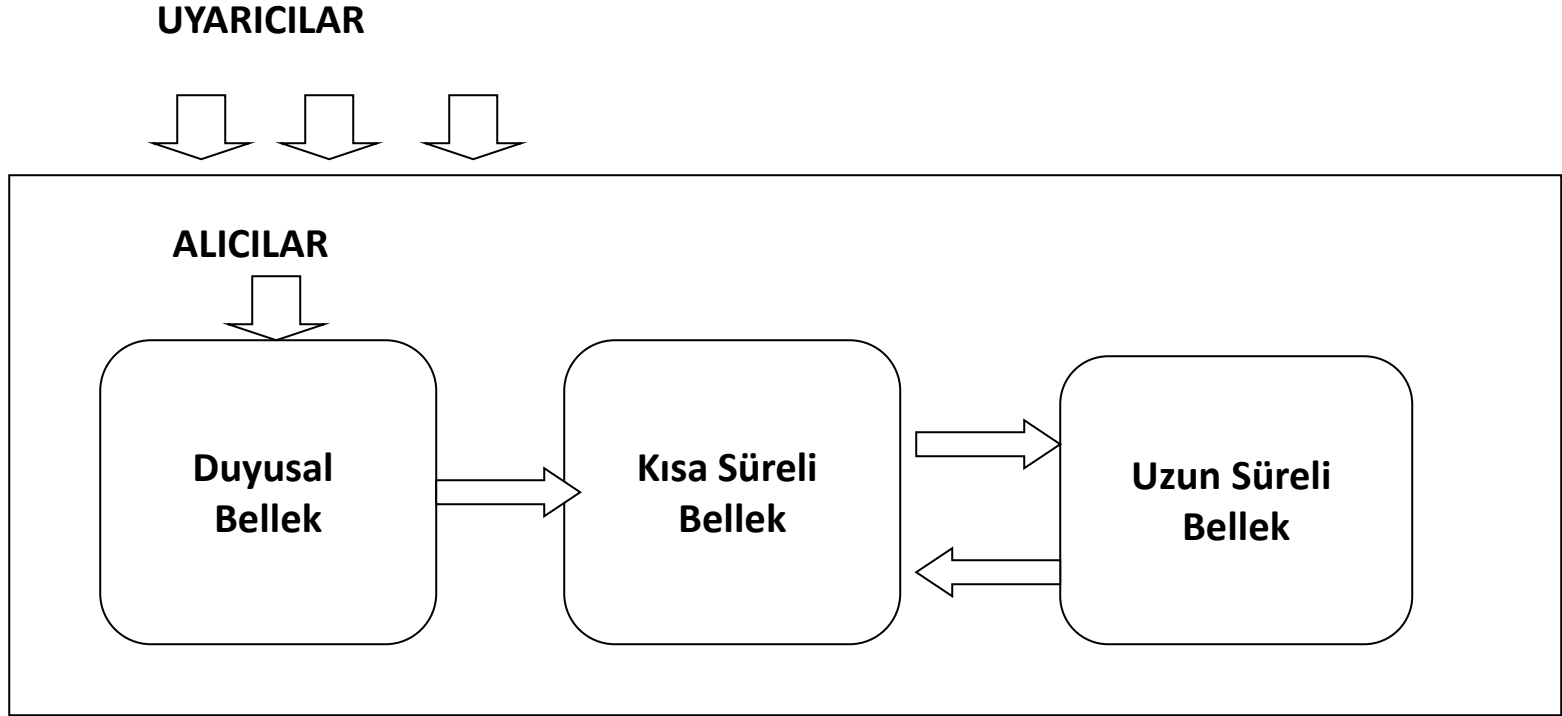 UYARICILAR
ALICILAR
Duyusal
Bellek
Kısa Süreli
Bellek
Uzun Süreli
Bellek